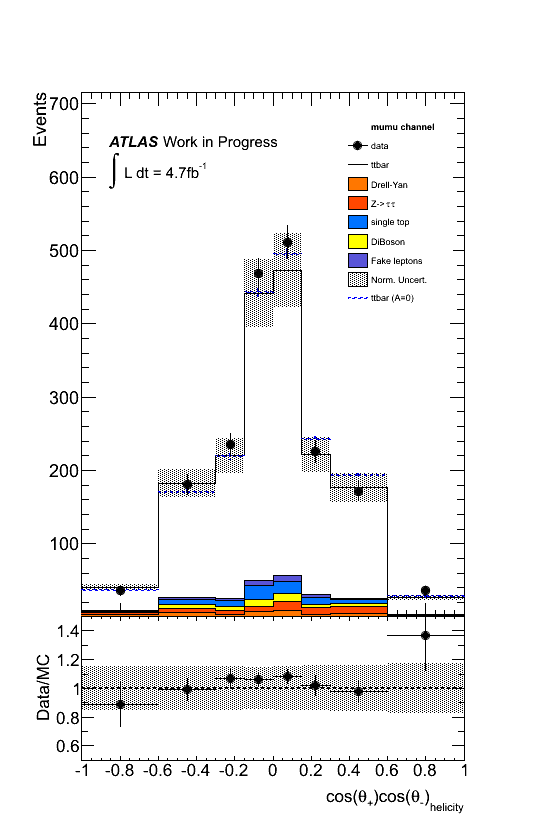 Events
700
600
500
400
300
200
100
ATLAS Work in Progress
∫ L dt = 4.7fb⁻¹
mumu channel
data
ttbar
Drell-Yan
Z->ττ
single top
DiBoson
Fake leptons
Norm. Uncert.
ttbar (A=0)
Data/MC
1.4
1.2
1
0.8
0.6
-1 -0.8 -0.6 -0.4 -0.2 0 0.2 0.4 0.6 0.8 1
cos(θ₊)cos(θ₋)helicity